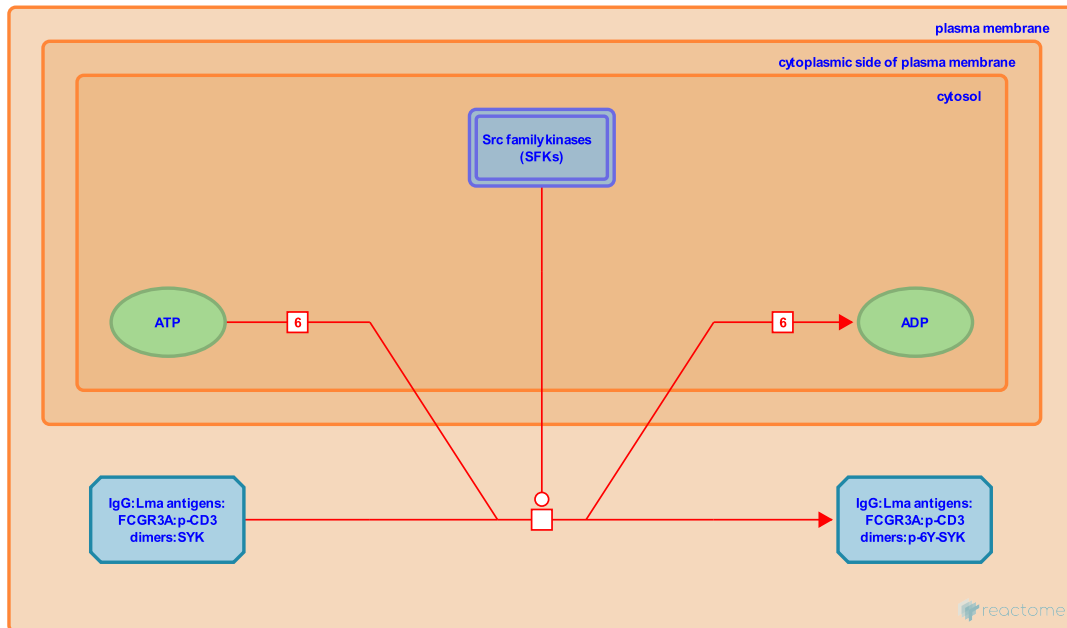 plasma membrane
cytoplasmic side of plasma membrane
cytosol
Src family kinases
(SFKs)
ATP
6
6
ADP
IgG:Lma antigens:
FCGR3A:p-CD3
dimers:SYK
IgG:Lma antigens:
FCGR3A:p-CD3
dimers:p-6Y-SYK
reactome